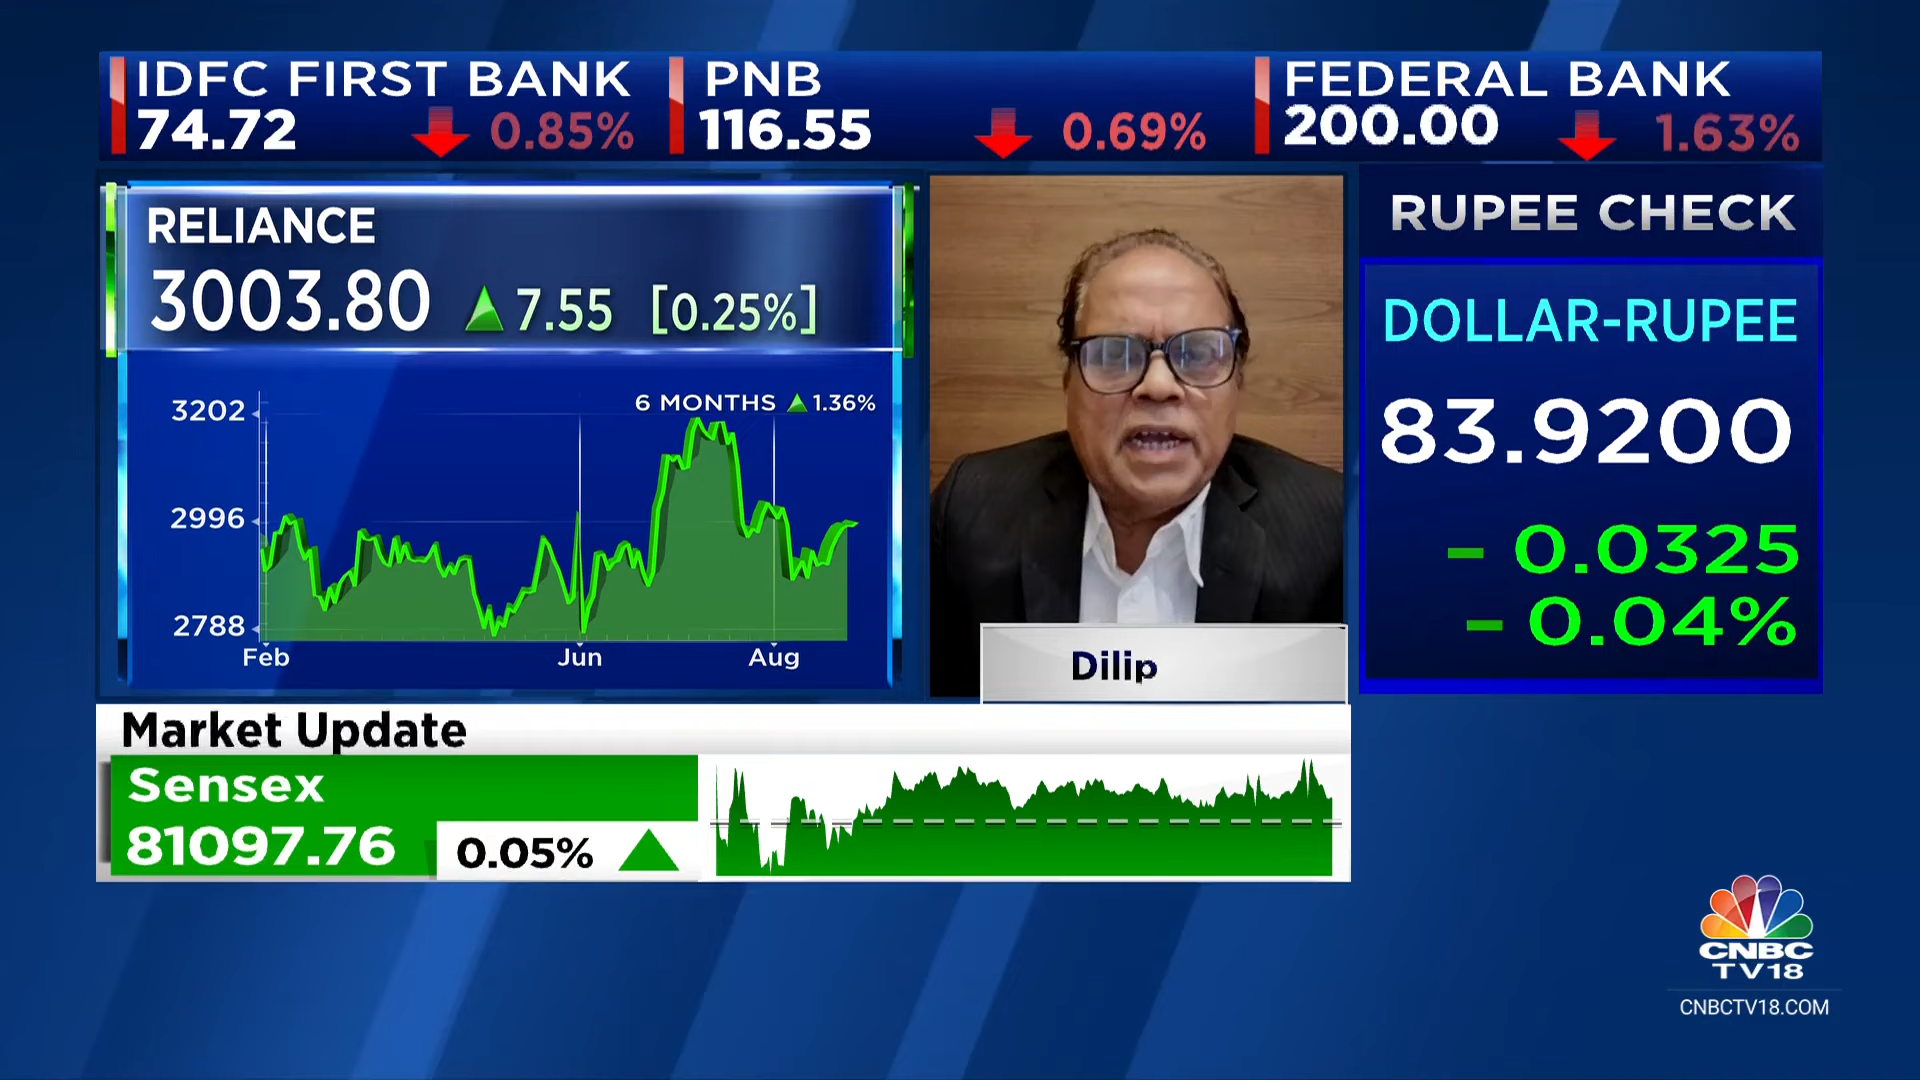 IDFC FIRST BANK
74.72 0.85%
PNB
116.55 0.69%
FEDERAL BANK
200.00 1.63%
RELIANCE
3003.80 7.55 [0.25%]
6 MONTHS 1.36%
3202
2996
2788
Feb Jun Aug
Dilip
RUPEE CHECK
DOLLAR-RUPEE
83.9200
- 0.0325
- 0.04%
Market Update
Sensex
81097.76 0.05%
CNBC
TV18
CNBCTV18.COM